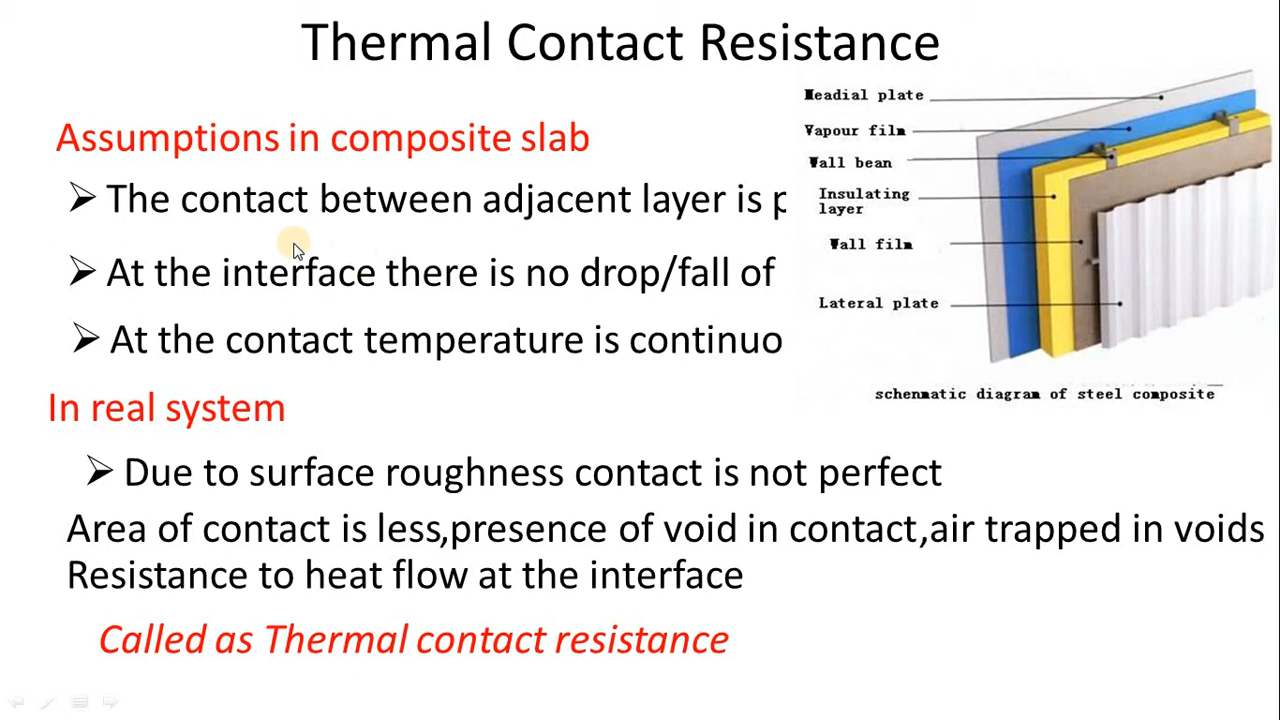 Thermal Contact Resistance
Assumptions in composite slab
The contact between adjacent layer is
At the interface there is no drop/fall of
At the contact temperature is continuo
In real system
Due to surface roughness contact is not perfect
Area of contact is less,presence of void in contact,air trapped in voids
Resistance to heat flow at the interface
Called as Thermal contact resistance
Meadial plate
Vapour film
Wall bean
Insulating
layer
Wall film
Lateral plate
schenmatic diagram of steel composite